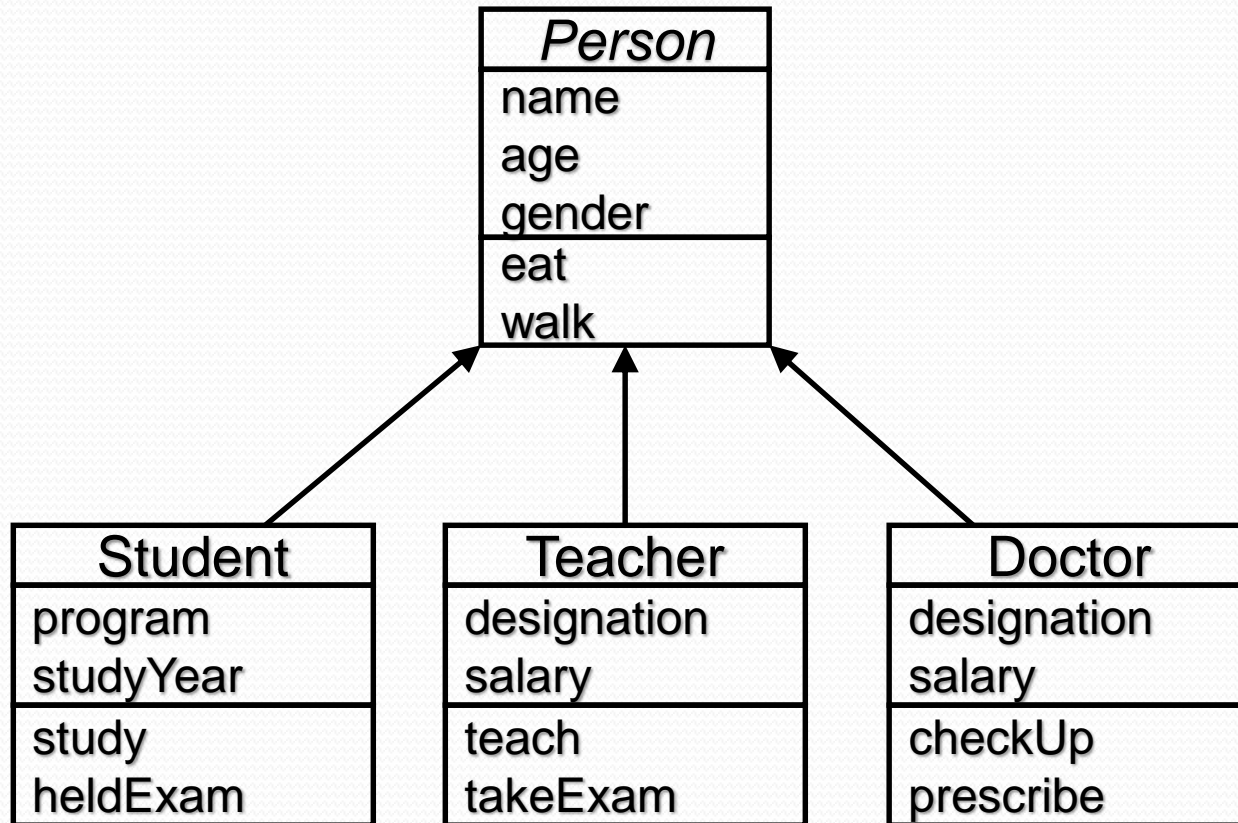 Person
name
age
gender
eat
walk
Student
program
studyYear
study
heldExam
Teacher
designation
salary
teach
takeExam
Doctor
designation
salary
checkUp
prescribe